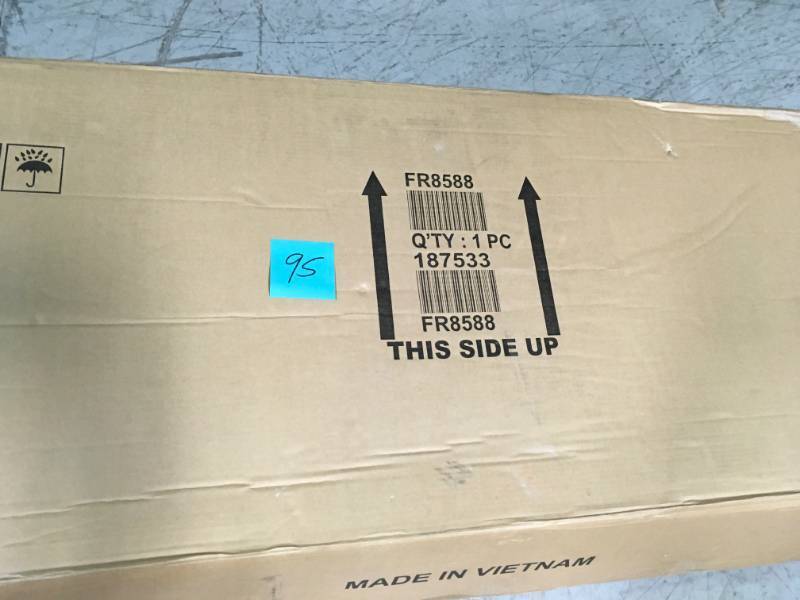 FR8588
Q'TY : 1 PC
187533
FR8588
THIS SIDE UP
95
MADE IN VIETNAM